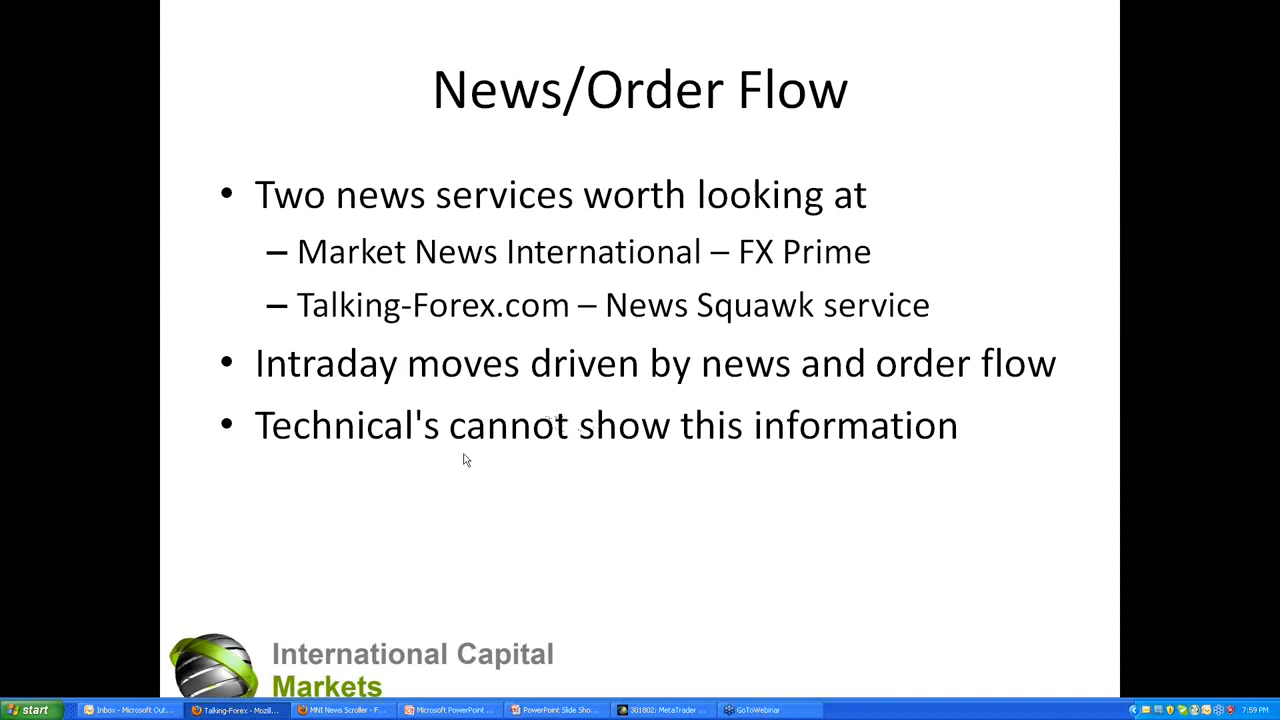 News/Order Flow
• Two news services worth looking at
– Market News International – FX Prime
– Talking-Forex.com – News Squawk service
• Intraday moves driven by news and order flow
• Technical's cannot show this information
International Capital
Markets
start
Inbox - Microsoft Out...
Talking-Forex - Mozill...
MNI News Scroller - F...
Microsoft PowerPoint ...
PowerPoint Slide Sho...
301802: MetaTrader ...
GoToWebinar
7:59 PM